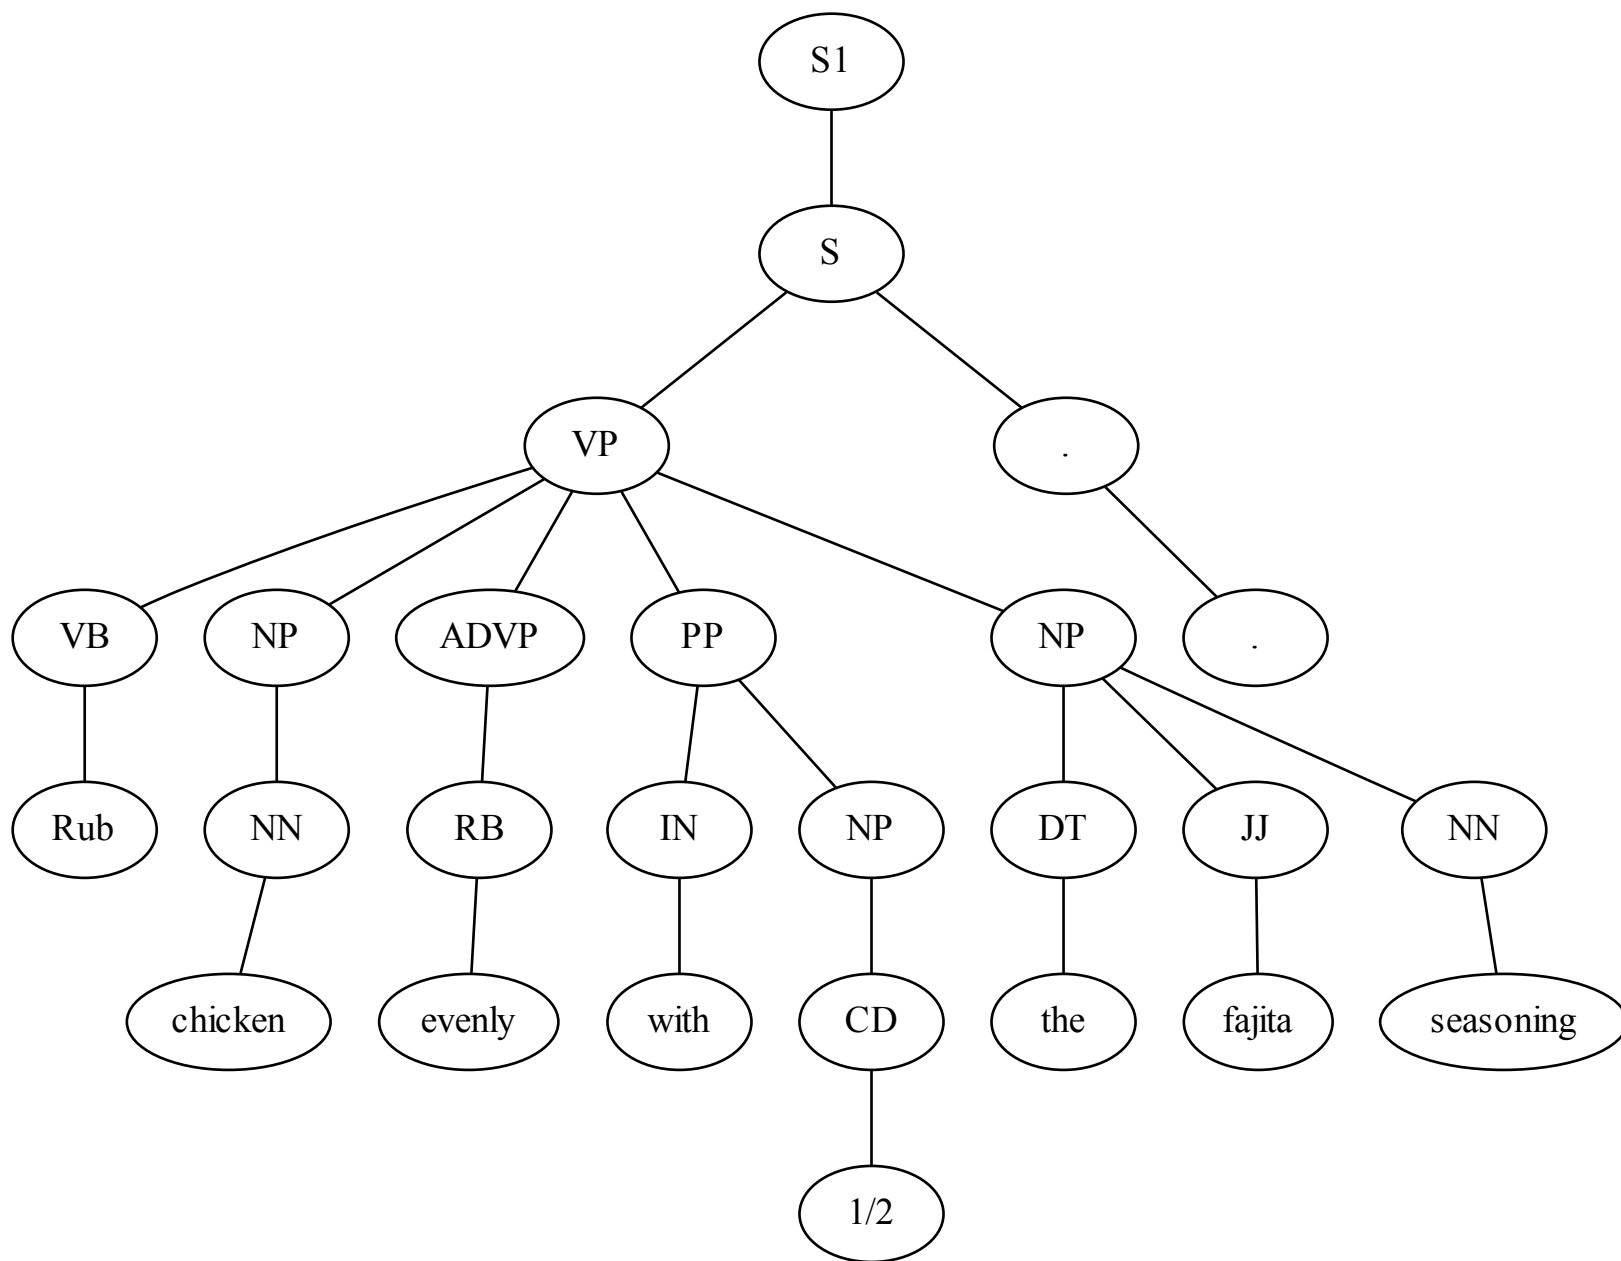 S1
S
VP .
VB NP ADVP PP NP .
Rub NN RB IN NP DT JJ NN
chicken evenly with CD the fajita seasoning
1/2